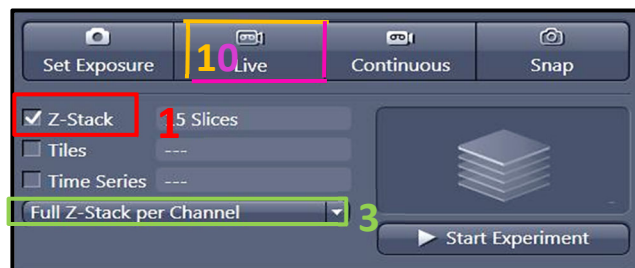 Set Exposure
10
Live
Continuous
Snap
Z-Stack
1
5 Slices
Tiles
---
Time Series
---
Full Z-Stack per Channel
3
Start Experiment